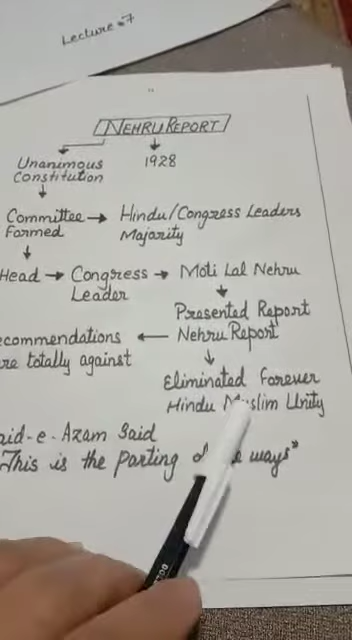 Lecture #7
NEHRU REPORT
Unanimous
Constitution
1928
Committee → Hindu/Congress Leaders
Formed
Majority
Head → Congress → Moti Lal Nehru
Leader
Presented Report
ecommendations ← Nehru Report
re totally against
Eliminated Forever
Hindu Muslim Unity
aid-e-Azam Said
"This is the parting of ways"